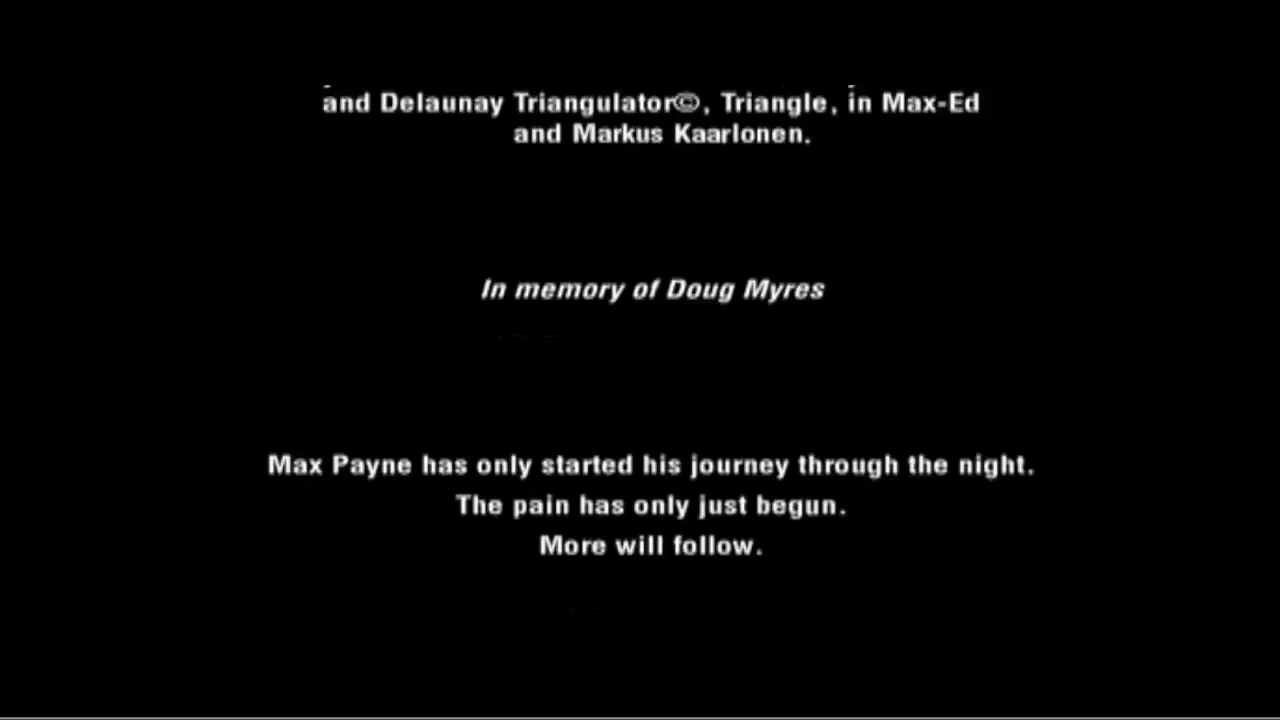 and Delaunay Triangulator©, Triangle, in Max-Ed
and Markus Kaarlonen.
In memory of Doug Myres
Max Payne has only started his journey through the night.
The pain has only just begun.
More will follow.